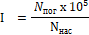 I = N_пог x 10^5 / N_нас